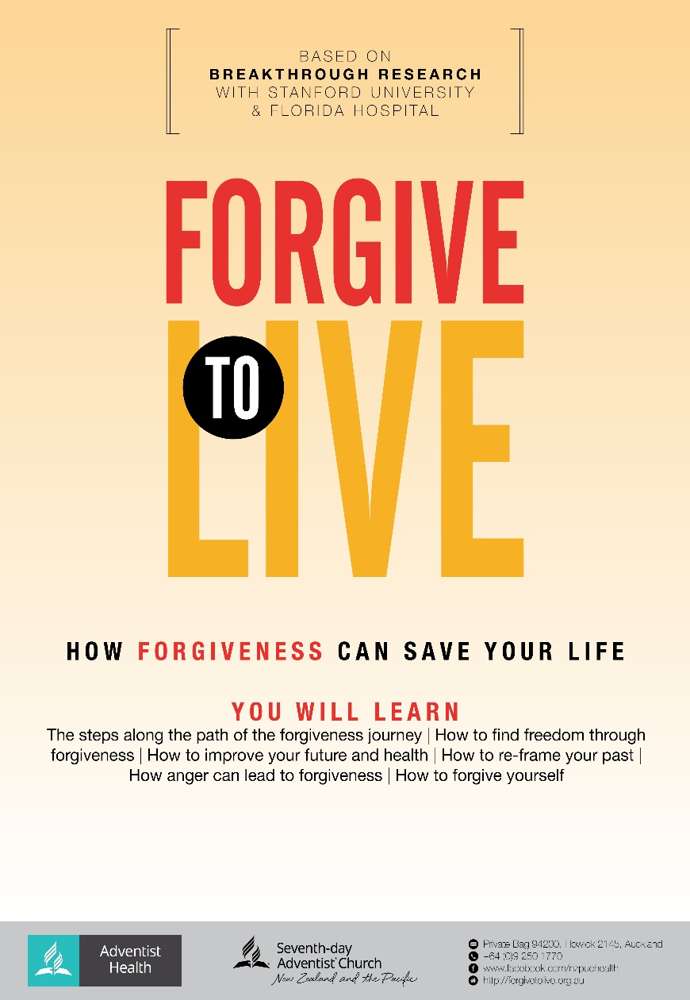 BASED ON
BREAKTHROUGH RESEARCH
WITH STANFORD UNIVERSITY
& FLORIDA HOSPITAL
FORGIVE
TO
LIVE
HOW FORGIVENESS CAN SAVE YOUR LIFE
YOU WILL LEARN
The steps along the path of the forgiveness journey | How to find freedom through
forgiveness | How to improve your future and health | How to re-frame your past |
How anger can lead to forgiveness | How to forgive yourself
Adventist
Health
Seventh-day
Adventist® Church
New Zealand and the Pacific
Private Bag 94200, Howick 2145, Auckland
+64 (0)9 250 1770
www.facebook.com/nzpuchealth
http://forgivetolive.org.au